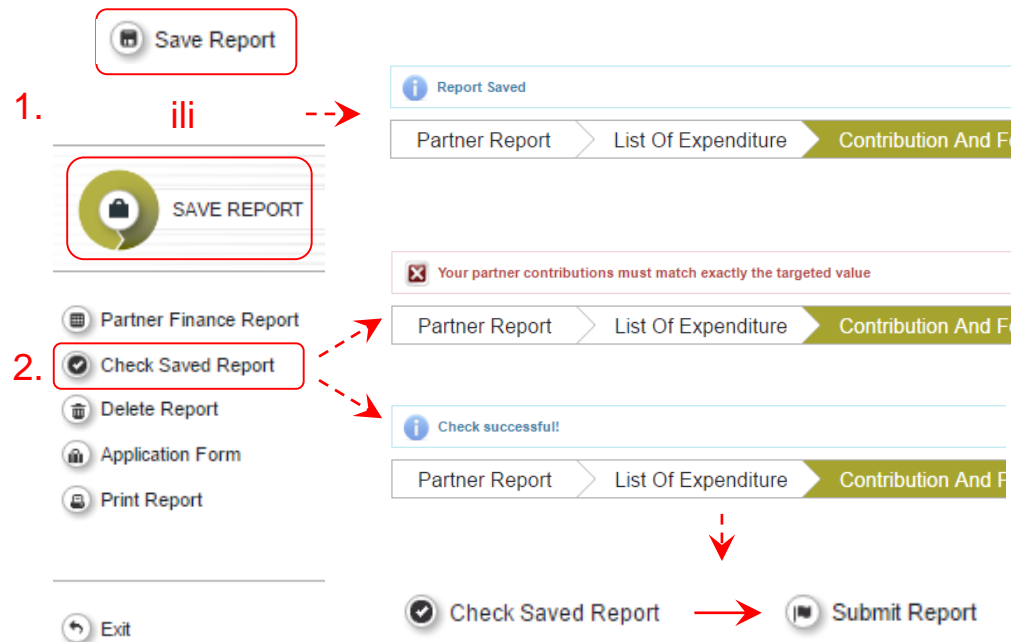 Save Report
1.
ili
SAVE REPORT
Report Saved
Partner Report List Of Expenditure Contribution And F
Partner Finance Report
2.
Check Saved Report
Delete Report
Application Form
Print Report
Exit
Your partner contributions must match exactly the targeted value
Partner Report List Of Expenditure Contribution And F
Check successful!
Partner Report List Of Expenditure Contribution And F
Check Saved Report Submit Report